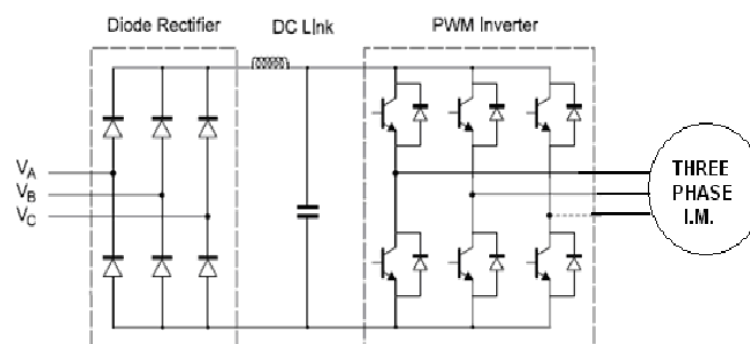 Diode Rectifier
DC LInk
PWM Inverter
VA
VB
VC
THREE
PHASE
I.M.